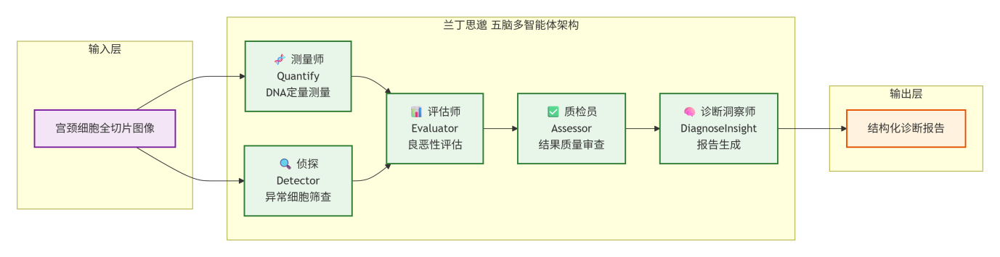 兰丁思邈 五脑多智能体架构
输入层
宫颈细胞全切片图像
🧬 测量师
Quantify
DNA定量测量
🔍 侦探
Detector
异常细胞筛查
📊 评估师
Evaluator
良恶性评估
✅ 质检员
Assessor
结果质量审查
🧠 诊断洞察师
DiagnoseInsight
报告生成
输出层
结构化诊断报告